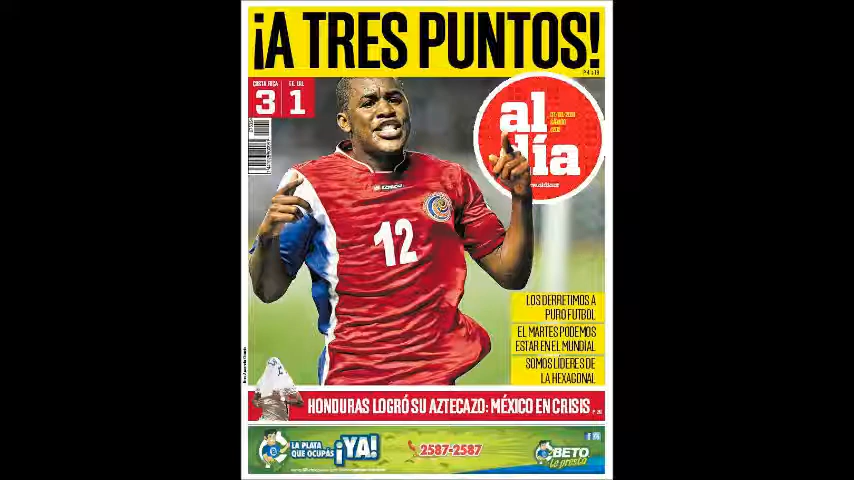 ¡A TRES PUNTOS!
COSTA RICA
3
EE. UU.
1
al
día
12
LOS DERRETIMOS A
PURO FUTBOL
EL MARTES PODEMOS
ESTAR EN EL MUNDIAL
SOMOS LÍDERES DE
LA HEXAGONAL
HONDURAS LOGRÓ SU AZTECAZO: MÉXICO EN CRISIS
LA PLATA
QUE OCUPÁS
¡YA!
2587-2587
BETO
le presta